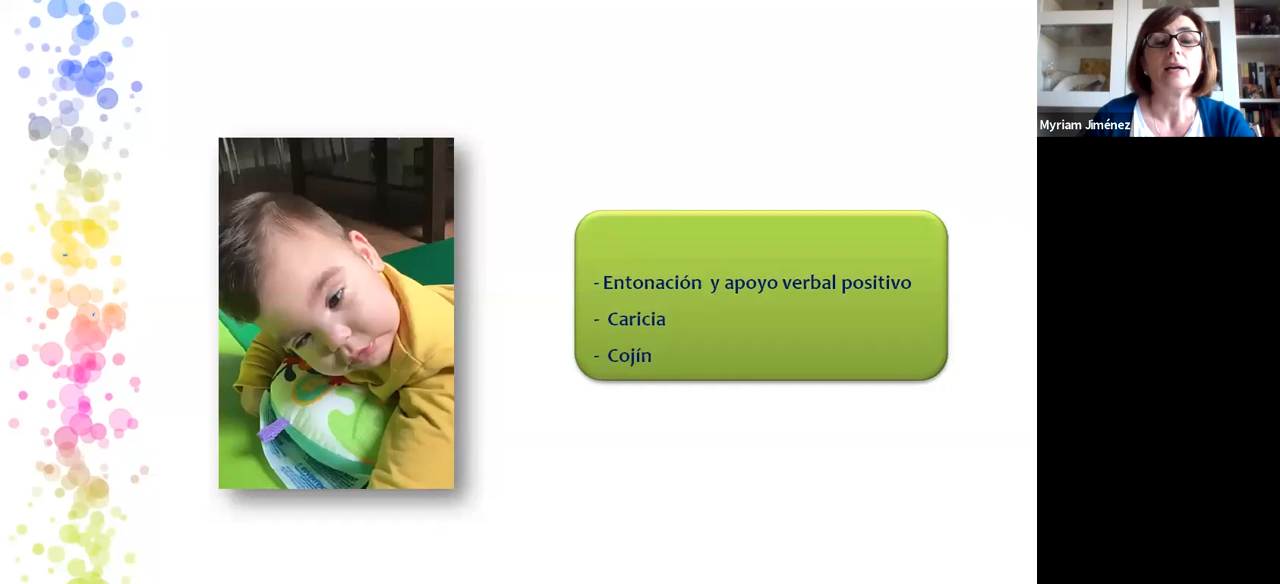 - Entonación y apoyo verbal positivo
- Caricia
- Cojín
Myriam Jiménez